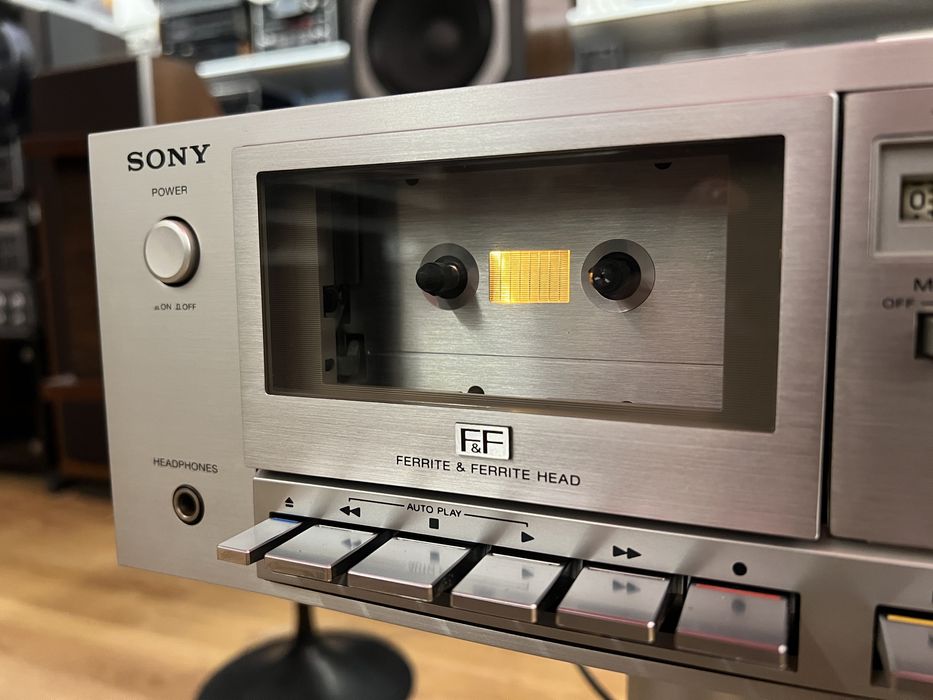 SONY
POWER
ON OFF
HEADPHONES
F&F
FERRITE & FERRITE HEAD
AUTO PLAY
OFF